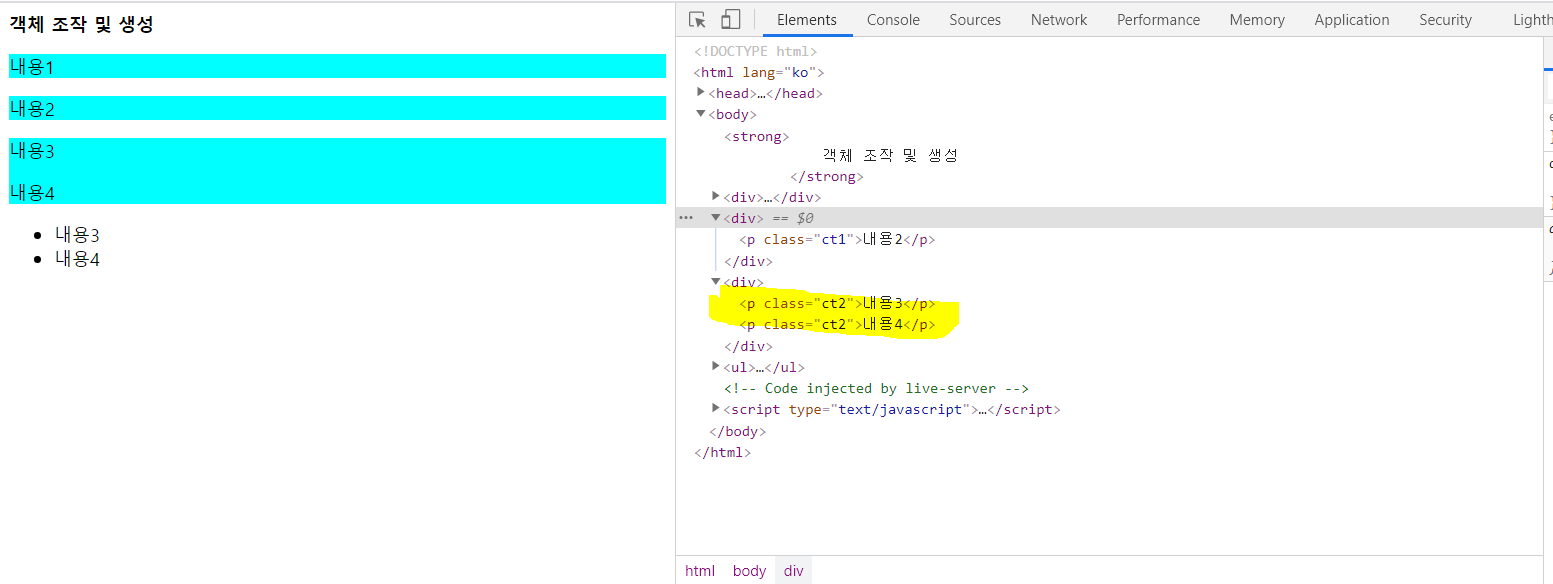 객체 조작 및 생성
내용1
내용2
내용3
내용4
내용3
내용4
Elements Console Sources Network Performance Memory Application Security Lighth
<!DOCTYPE html>
<html lang="ko">
<head>…</head>
<body>
<strong>
객체 조작 및 생성
</strong>
<div>…</div>
<div> == $0
<p class="ct1">내용2</p>
</div>
<div>
<p class="ct2">내용3</p>
<p class="ct2">내용4</p>
</div>
<ul>…</ul>
<!-- Code injected by live-server -->
<script type="text/javascript">…</script>
</body>
</html>
html body div